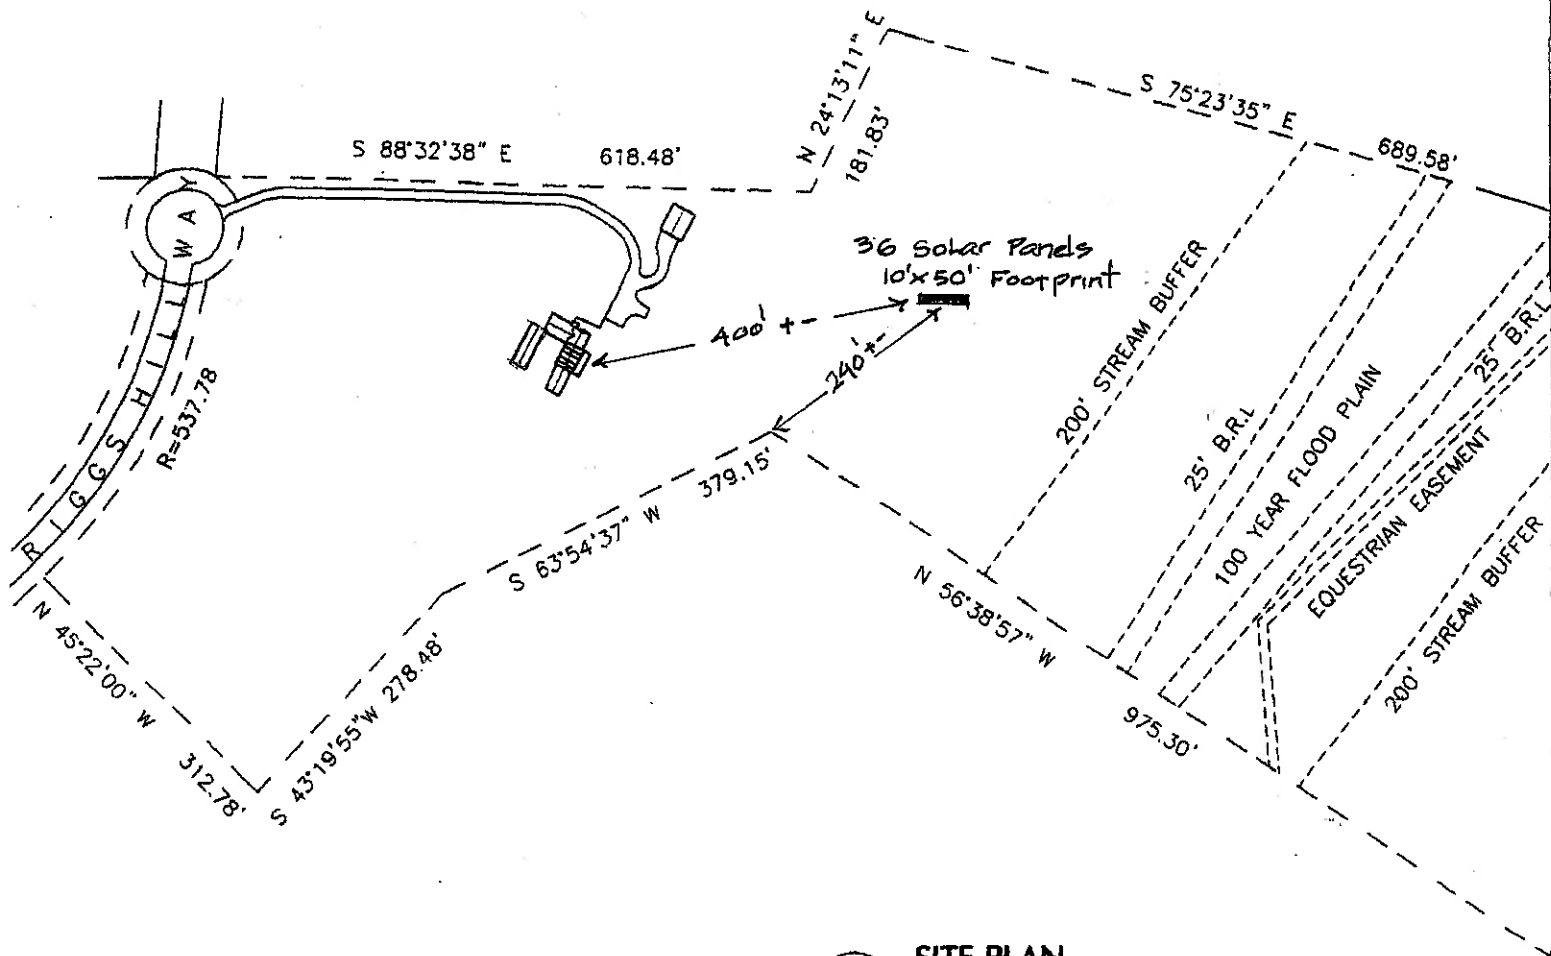 N 24°13'11" E
181.83'
S 75°23'35" E
689.58'
S 88°32'38" E 618.48'
RIGGS HILL WAY
R=537.78
36 Solar Panels
10'x50' Footprint
400' +-
240' +-
200' STREAM BUFFER
25' B.R.L
100 YEAR FLOOD PLAIN
25' B.R.L
EQUESTRIAN EASEMENT
200' STREAM BUFFER
S 63°54'37" W 379.15'
N 56°38'57" W
975.30'
N 45°22'00" W
312.78'
S 43°19'55"W 278.48'
SITE PLAN